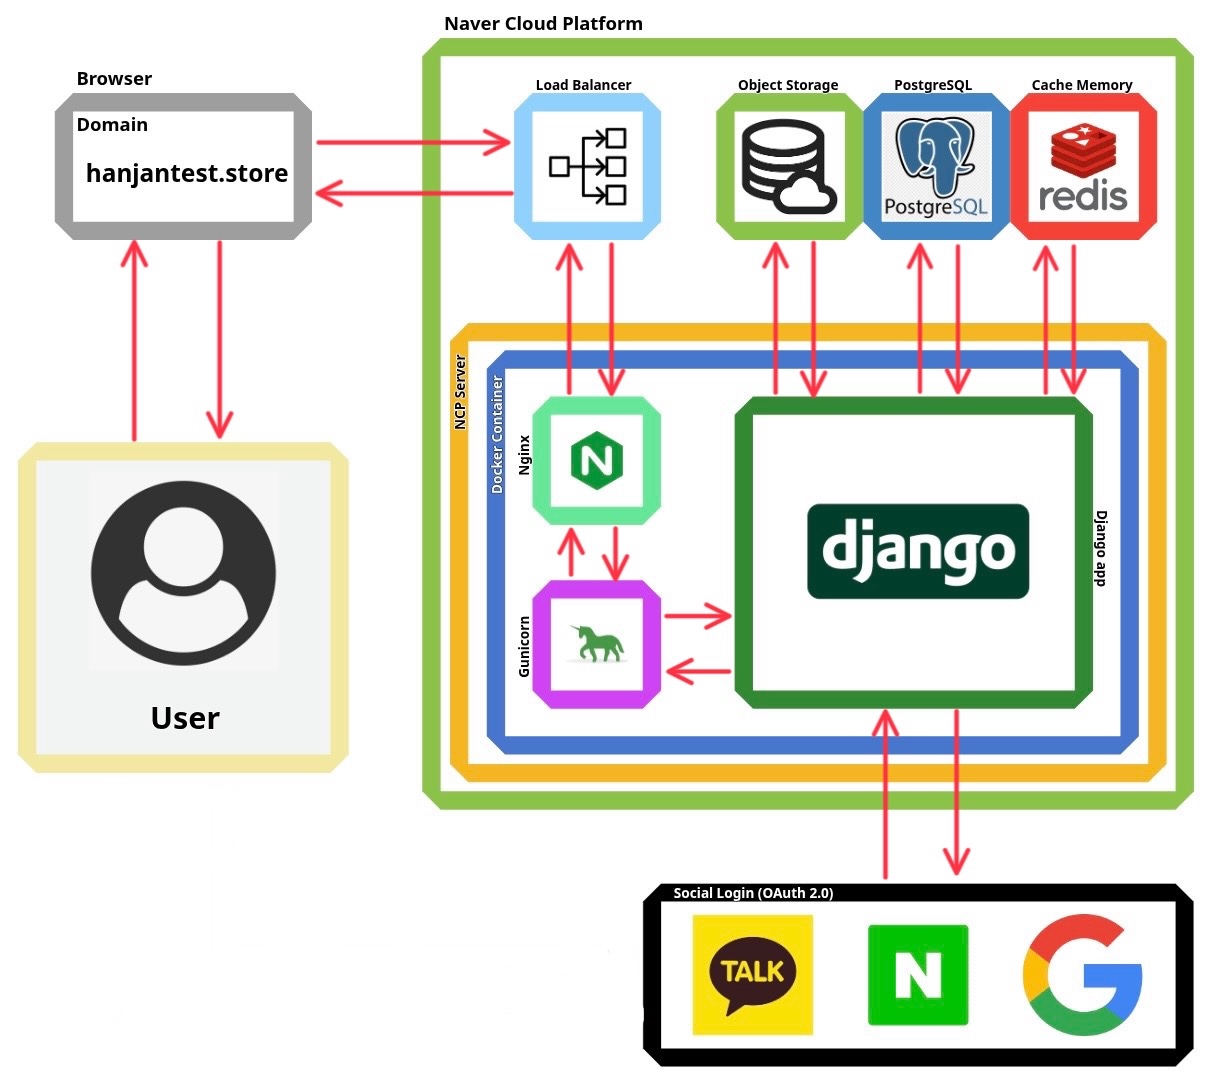 Naver Cloud Platform
Browser
Domain
hanjantest.store
Load Balancer
Object Storage
PostgreSQL
Cache Memory
PostgreSQL
redis
NCP Server
Docker Container
Nginx
N
django
Django app
Gunicorn
User
Social Login (OAuth 2.0)
TALK
N
G